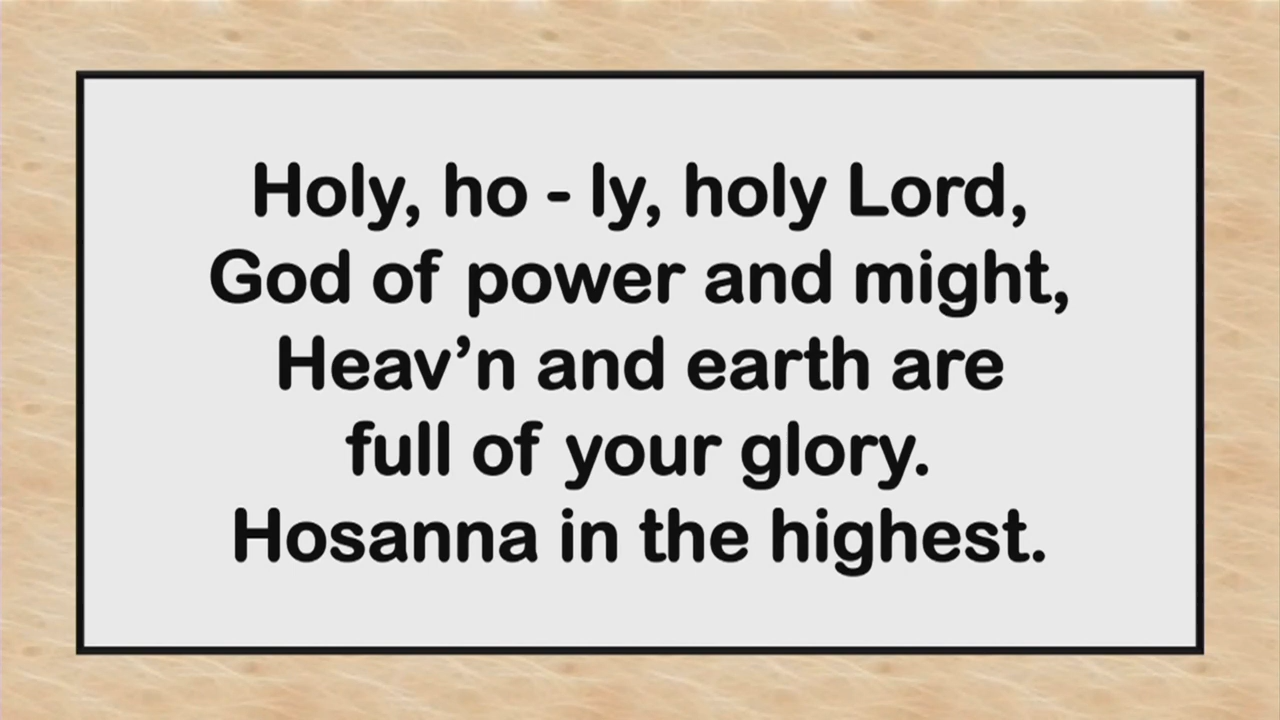 Holy, ho - ly, holy Lord,
God of power and might,
Heav’n and earth are
full of your glory.
Hosanna in the highest.